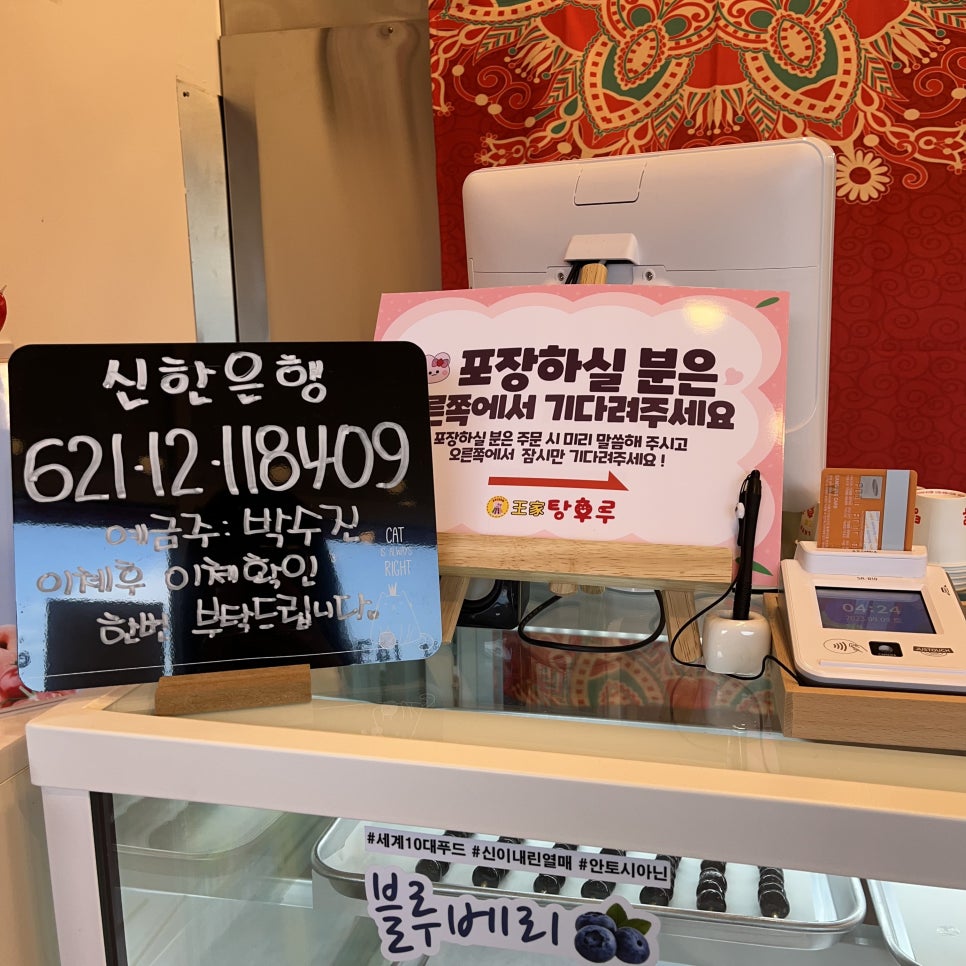 신한은행
621-12-118409
예금주: 박수진
이체후 이체확인
한번 부탁드립니다.
CAT
IS ALWAYS
RIGHT
포장하실 분은
른쪽에서 기다려주세요
포장하실 분은 주문 시 미리 말씀해 주시고
오른쪽에서 잠시만 기다려주세요!
王家 탕후루
04:24
#세계10대푸드 #신이내린열매 #안토시아닌
블루베리